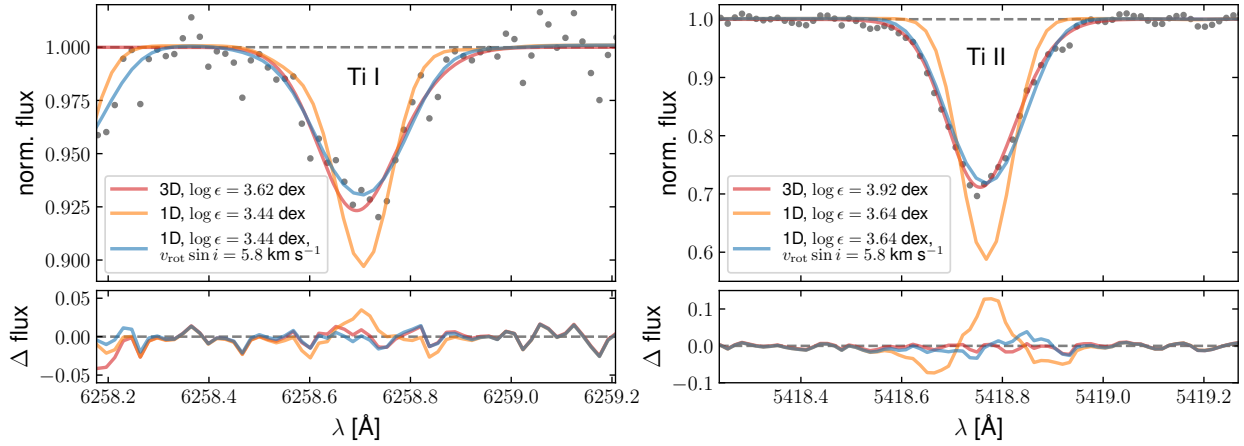 norm. flux
1.000
0.975
0.950
0.925
0.900
Ti I
3D, log ϵ = 3.62 dex
1D, log ϵ = 3.44 dex
1D, log ϵ = 3.44 dex,
v_rot sin i = 5.8 km s⁻¹
Δ flux
0.05
0.00
−0.05
6258.2 6258.4 6258.6 6258.8 6259.0 6259.2
λ [Å]
norm. flux
1.0
0.9
0.8
0.7
0.6
Ti II
3D, log ϵ = 3.92 dex
1D, log ϵ = 3.64 dex
1D, log ϵ = 3.64 dex,
v_rot sin i = 5.8 km s⁻¹
Δ flux
0.1
0.0
−0.1
5418.4 5418.6 5418.8 5419.0 5419.2
λ [Å]